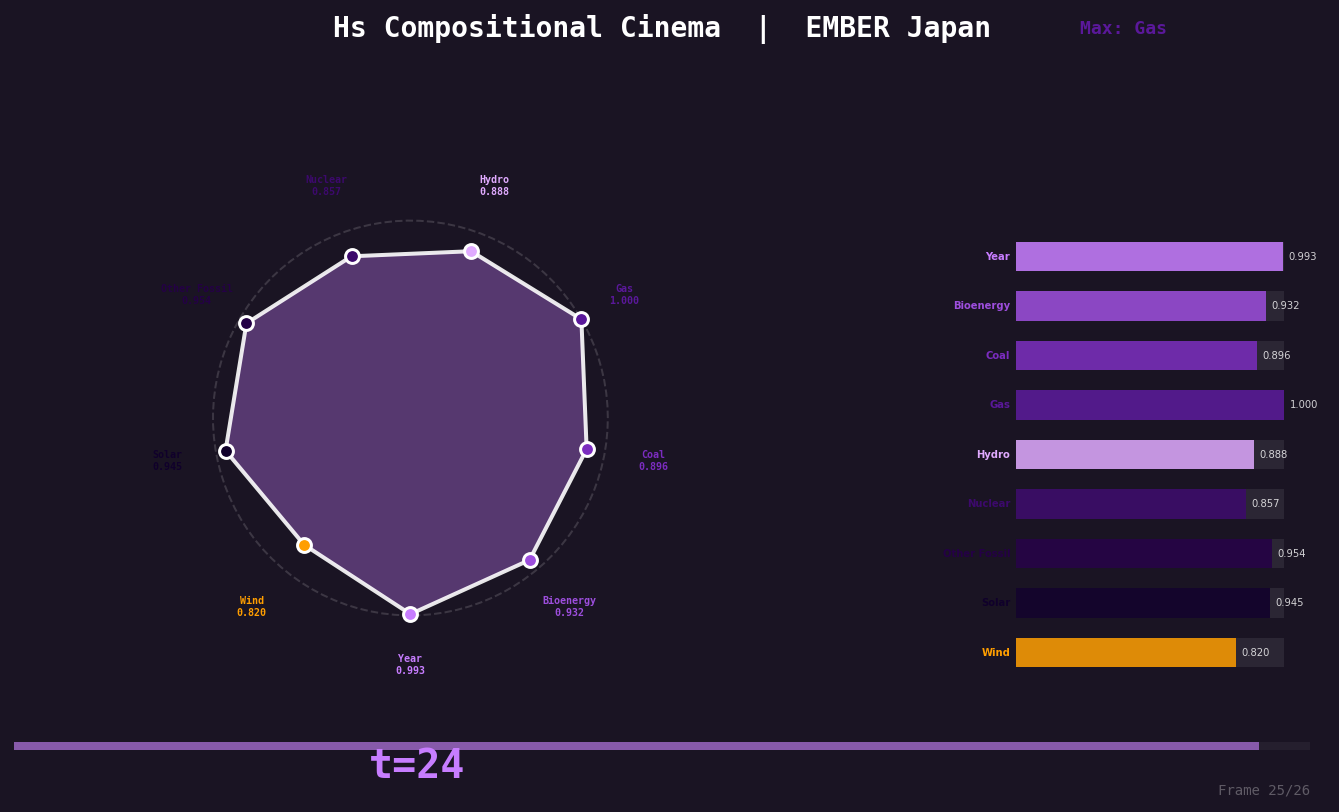 Hs Compositional Cinema | EMBER Japan
Max: Gas
Nuclear
0.857
Hydro
0.888
Other Fossil
0.954
Gas
1.000
Solar
0.945
Coal
0.896
Wind
0.820
Bioenergy
0.932
Year
0.993
Year 0.993
Bioenergy 0.932
Coal 0.896
Gas 1.000
Hydro 0.888
Nuclear 0.857
Other Fossil 0.954
Solar 0.945
Wind 0.820
t=24
Frame 25/26